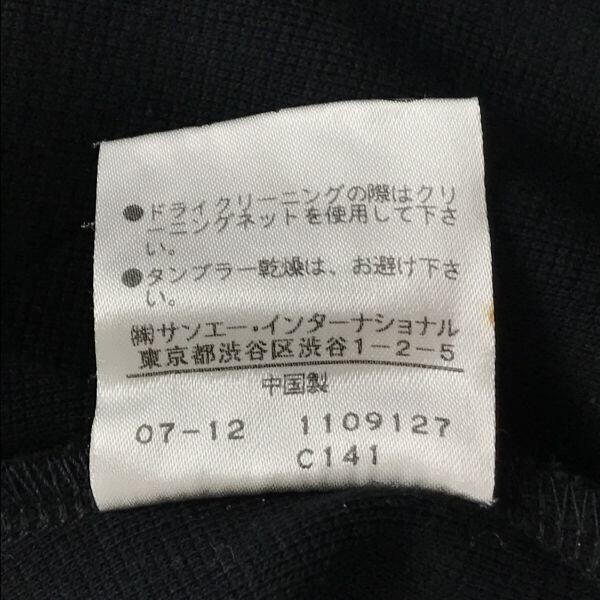 ●ドライクリーニングの際はクリ
ーニングネットを使用して下さ
い。
●タンブラー乾燥は、お避け下さ
い。
㈱サンエー・インターナショナル
東京都渋谷区渋谷1-2-5
中国製
07-12 1109127
C141